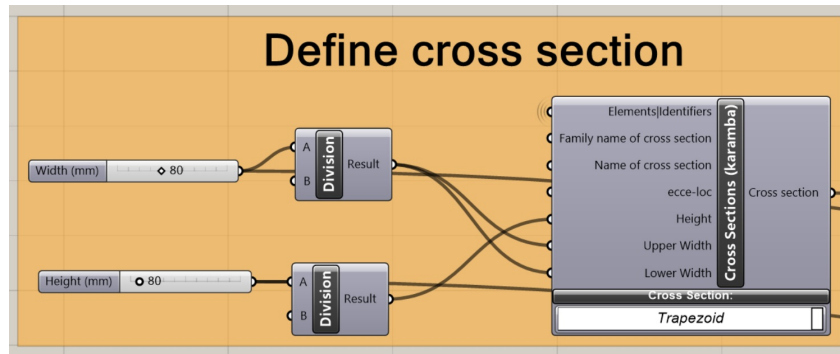 Define cross section
Width (mm) 80
A
B
Division
Result
Height (mm) 80
A
B
Division
Result
Elements|Identifiers
Family name of cross section
Name of cross section
ecce-loc
Height
Upper Width
Lower Width
Cross Sections (karamba)
Cross section
Cross Section:
Trapezoid